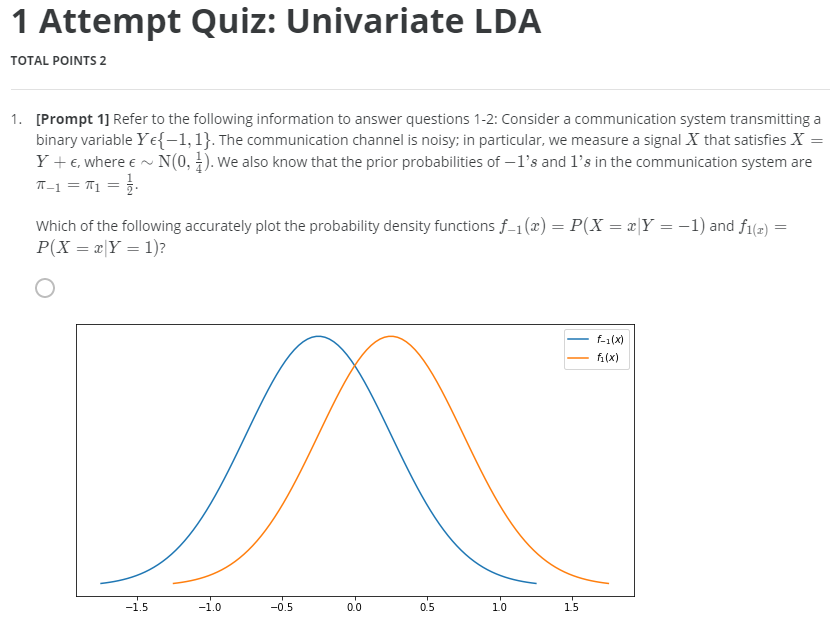 1 Attempt Quiz: Univariate LDA
TOTAL POINTS 2
1. [Prompt 1] Refer to the following information to answer questions 1-2: Consider a communication system transmitting a
binary variable Yϵ{−1, 1}. The communication channel is noisy; in particular, we measure a signal X that satisfies X =
Y + ϵ, where ϵ ∼ N(0, 1/4). We also know that the prior probabilities of −1's and 1's in the communication system are
π₋₁ = π₁ = 1/2.
Which of the following accurately plot the probability density functions f₋₁(x) = P(X = x|Y = −1) and f₁₍ₓ₎ =
P(X = x|Y = 1)?
f₋₁(x)
f₁(x)
−1.5 −1.0 −0.5 0.0 0.5 1.0 1.5